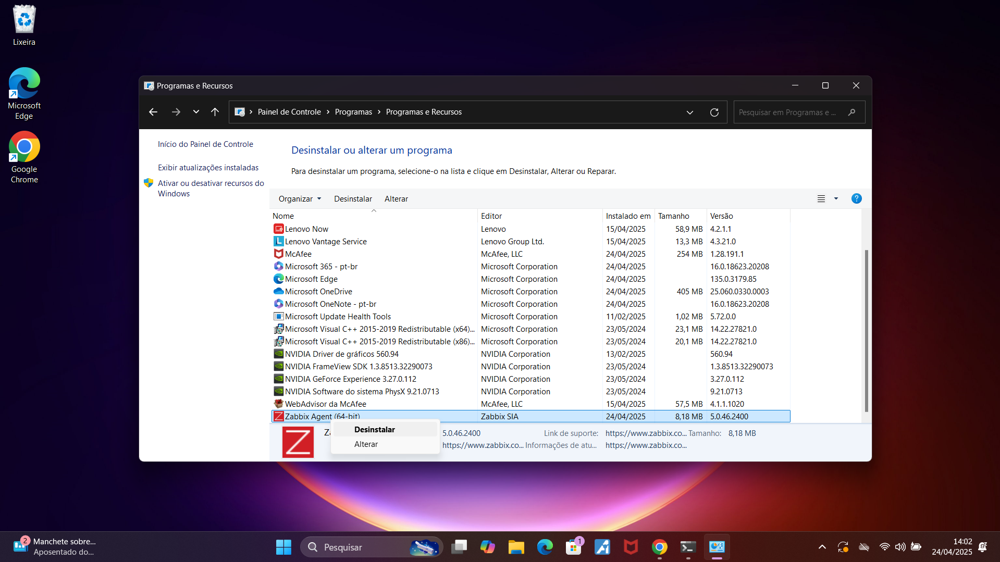 Lixeira
Microsoft
Edge
Google
Chrome
Programas e Recursos
Painel de Controle > Programas > Programas e Recursos
Pesquisar em Programas e ...
Início do Painel de Controle
Exibir atualizações instaladas
Ativar ou desativar recursos do
Windows
Desinstalar ou alterar um programa
Para desinstalar um programa, selecione-o na lista e clique em Desinstalar, Alterar ou Reparar.
Organizar Desinstalar Alterar
Nome Editor Instalado em Tamanho Versão
Lenovo Now Lenovo 15/04/2025 58,9 MB 4.2.1.1
Lenovo Vantage Service Lenovo Group Ltd. 15/04/2025 13,3 MB 4.3.21.0
McAfee McAfee, LLC 24/04/2025 254 MB 1.28.191.1
Microsoft 365 - pt-br Microsoft Corporation 24/04/2025 16.0.18623.20208
Microsoft Edge Microsoft Corporation 24/04/2025 135.0.3179.85
Microsoft OneDrive Microsoft Corporation 24/04/2025 405 MB 25.060.0330.0003
Microsoft OneNote - pt-br Microsoft Corporation 24/04/2025 16.0.18623.20208
Microsoft Update Health Tools Microsoft Corporation 11/02/2025 1,02 MB 5.72.0.0
Microsoft Visual C++ 2015-2019 Redistributable (x64)... Microsoft Corporation 23/05/2024 23,1 MB 14.22.27821.0
Microsoft Visual C++ 2015-2019 Redistributable (x86)... Microsoft Corporation 23/05/2024 20,1 MB 14.22.27821.0
NVIDIA Driver de gráficos 560.94 NVIDIA Corporation 13/02/2025 560.94
NVIDIA FrameView SDK 1.3.8513.32290073 NVIDIA Corporation 23/05/2024 1.3.8513.32290073
NVIDIA GeForce Experience 3.27.0.112 NVIDIA Corporation 23/05/2024 3.27.0.112
NVIDIA Software do sistema PhysX 9.21.0713 NVIDIA Corporation 23/05/2024 9.21.0713
WebAdvisor da McAfee McAfee, LLC 15/04/2025 57,5 MB 4.1.1.1020
Zabbix Agent (64-bit) Zabbix SIA 24/04/2025 8,18 MB 5.0.46.2400
Desinstalar
Alterar
5.0.46.2400 Link de suporte: https://www.zabbix.co... Tamanho: 8,18 MB
https://www.zabbix.co... Informações de atu... https://www.zabbix.co...
2
Manchete sobre...
Aposentado do...
Pesquisar
1
14:02
24/04/2025